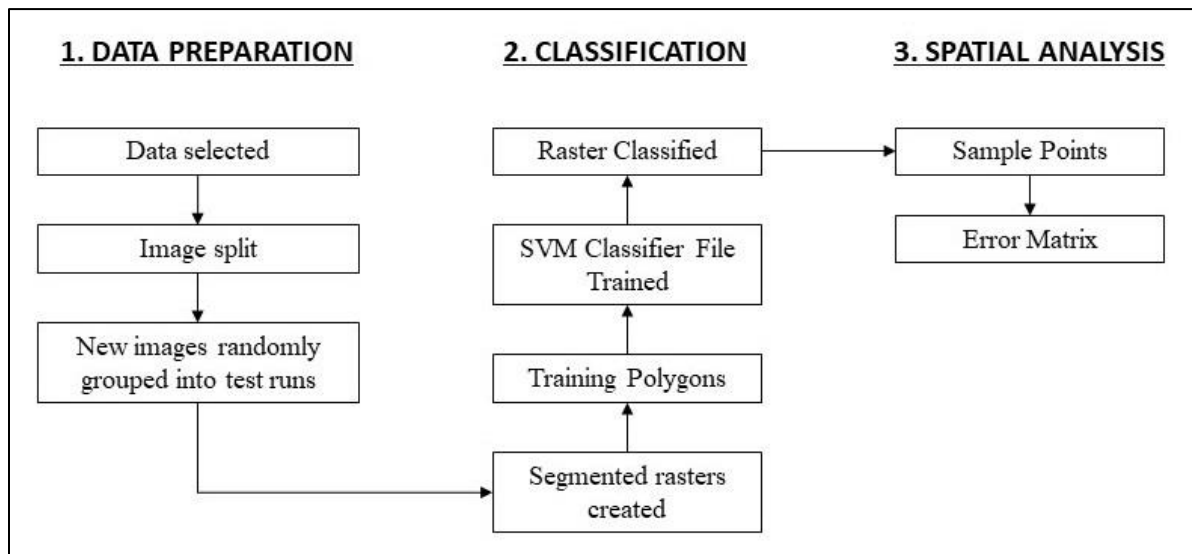 1. DATA PREPARATION
Data selected
Image split
New images randomly
grouped into test runs
2. CLASSIFICATION
Raster Classified
SVM Classifier File
Trained
Training Polygons
Segmented rasters
created
3. SPATIAL ANALYSIS
Sample Points
Error Matrix